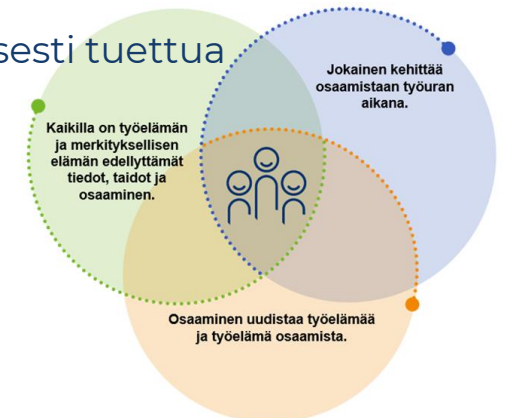 sesti tuettua
Jokainen kehittää
osaamistaan työuran
aikana.
Kaikilla on työelämän
ja merkityksellisen
elämän edellyttämät
tiedot, taidot ja
osaaminen.
Osaaminen uudistaa työelämää
ja työelämä osaamista.